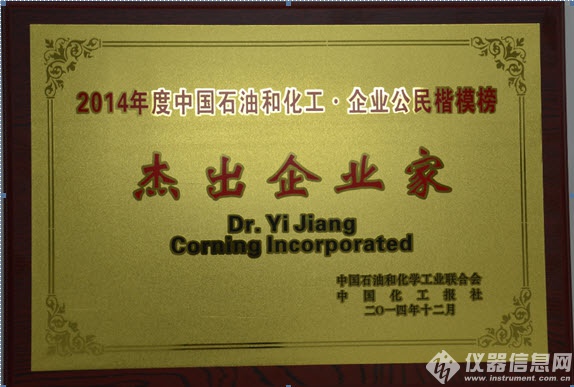 2014年度中国石油和化工·企业公民楷模榜
杰出企业家
Dr. Yi Jiang
Corning Incorporated
中国石油和化学工业联合会
中国化工报社
二〇一四年十二月
仪器信息网
www.instrument.com.cn